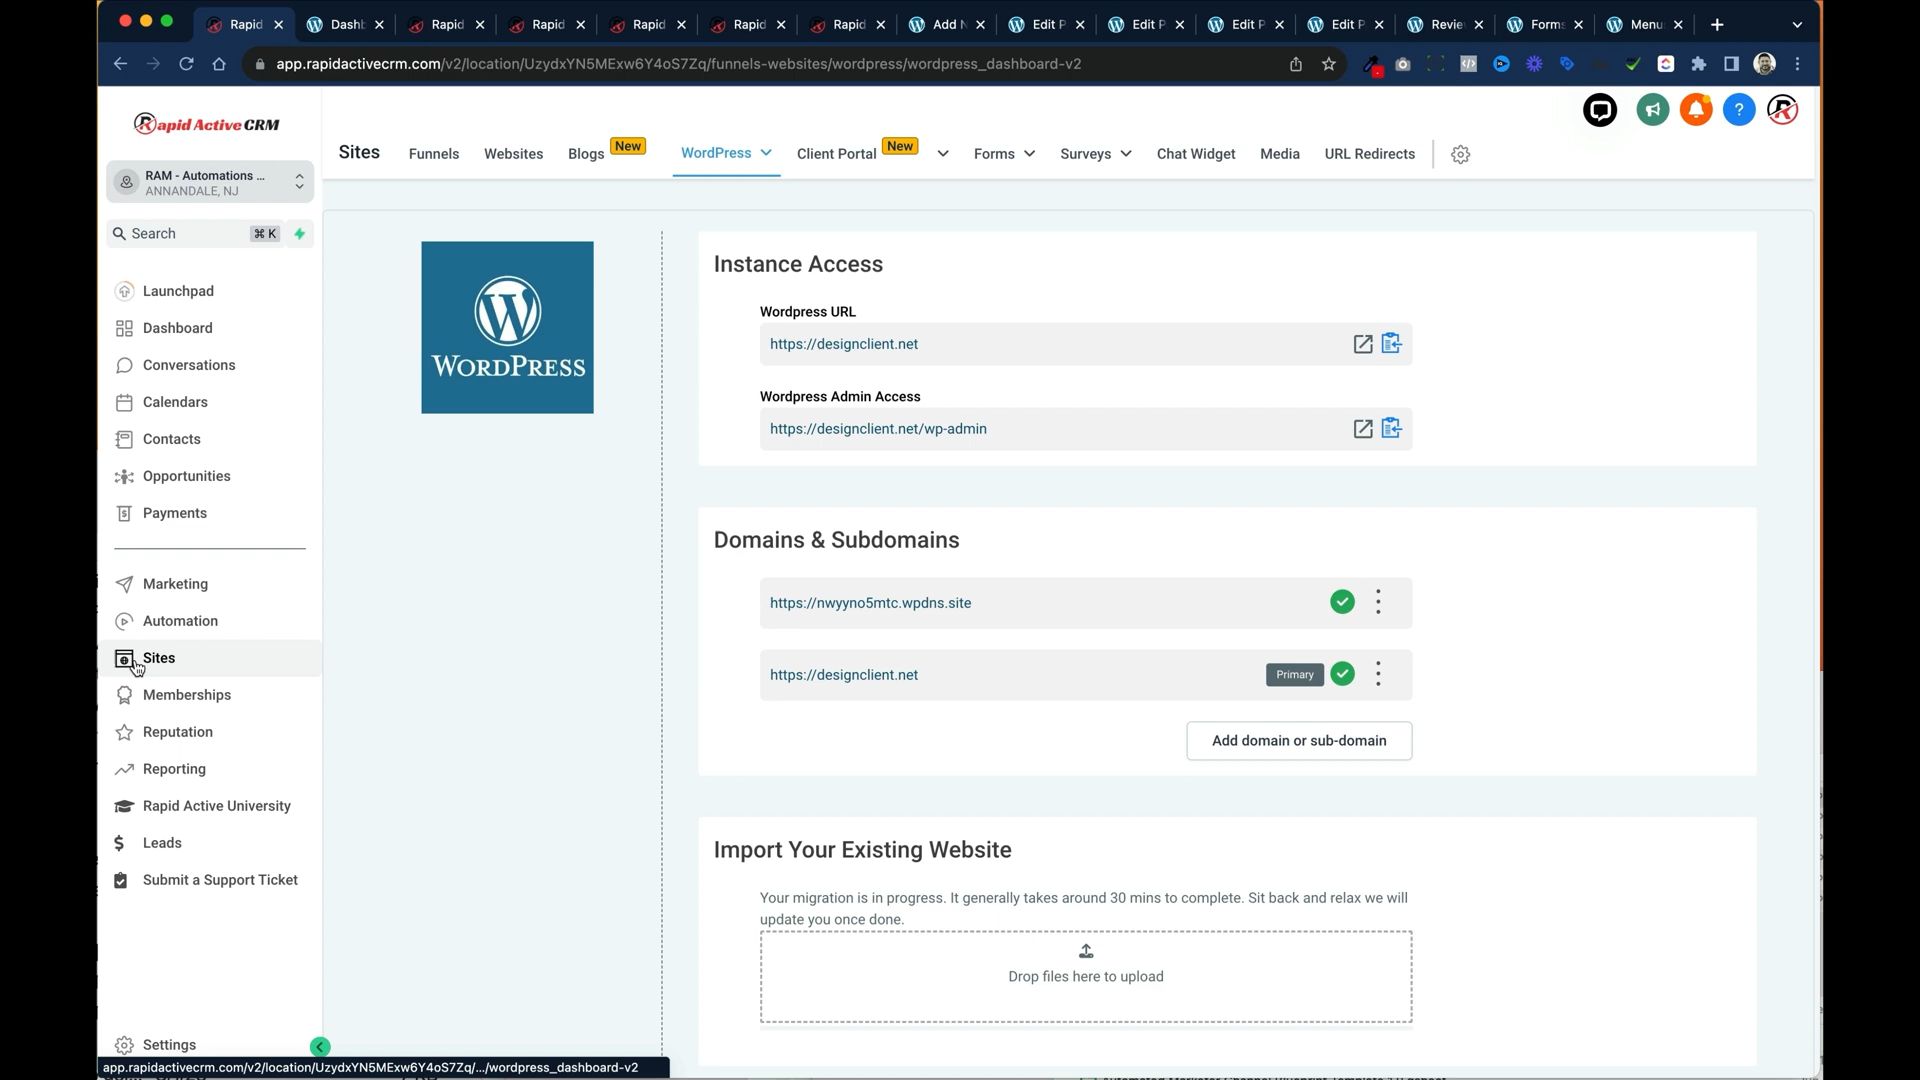 Rapid
Dashb
Rapid
Rapid
Rapid
Rapid
Rapid
Add N
Edit P
Edit P
Edit P
Edit P
Revie
Form
Menu
app.rapidactivecrm.com/v2/location/UzydxYN5MExw6Y4oS7Zq/funnels-websites/wordpress/wordpress_dashboard-v2
Rapid Active CRM
RAM - Automations ...
ANNANDALE, NJ
Search
⌘ K
Launchpad
Dashboard
Conversations
Calendars
Contacts
Opportunities
Payments
Marketing
Automation
Sites
Memberships
Reputation
Reporting
Rapid Active University
Leads
Submit a Support Ticket
Settings
app.rapidactivecrm.com/v2/location/UzydxYN5MExw6Y4oS7Zq/.../wordpress_dashboard-v2
Sites
Funnels
Websites
Blogs
New
WordPress
Client Portal
New
Forms
Surveys
Chat Widget
Media
URL Redirects
WORDPRESS
Instance Access
Wordpress URL
https://designclient.net
Wordpress Admin Access
https://designclient.net/wp-admin
Domains & Subdomains
https://nwyyno5mtc.wpdns.site
https://designclient.net
Primary
Add domain or sub-domain
Import Your Existing Website
Your migration is in progress. It generally takes around 30 mins to complete. Sit back and relax we will
update you once done.
Drop files here to upload